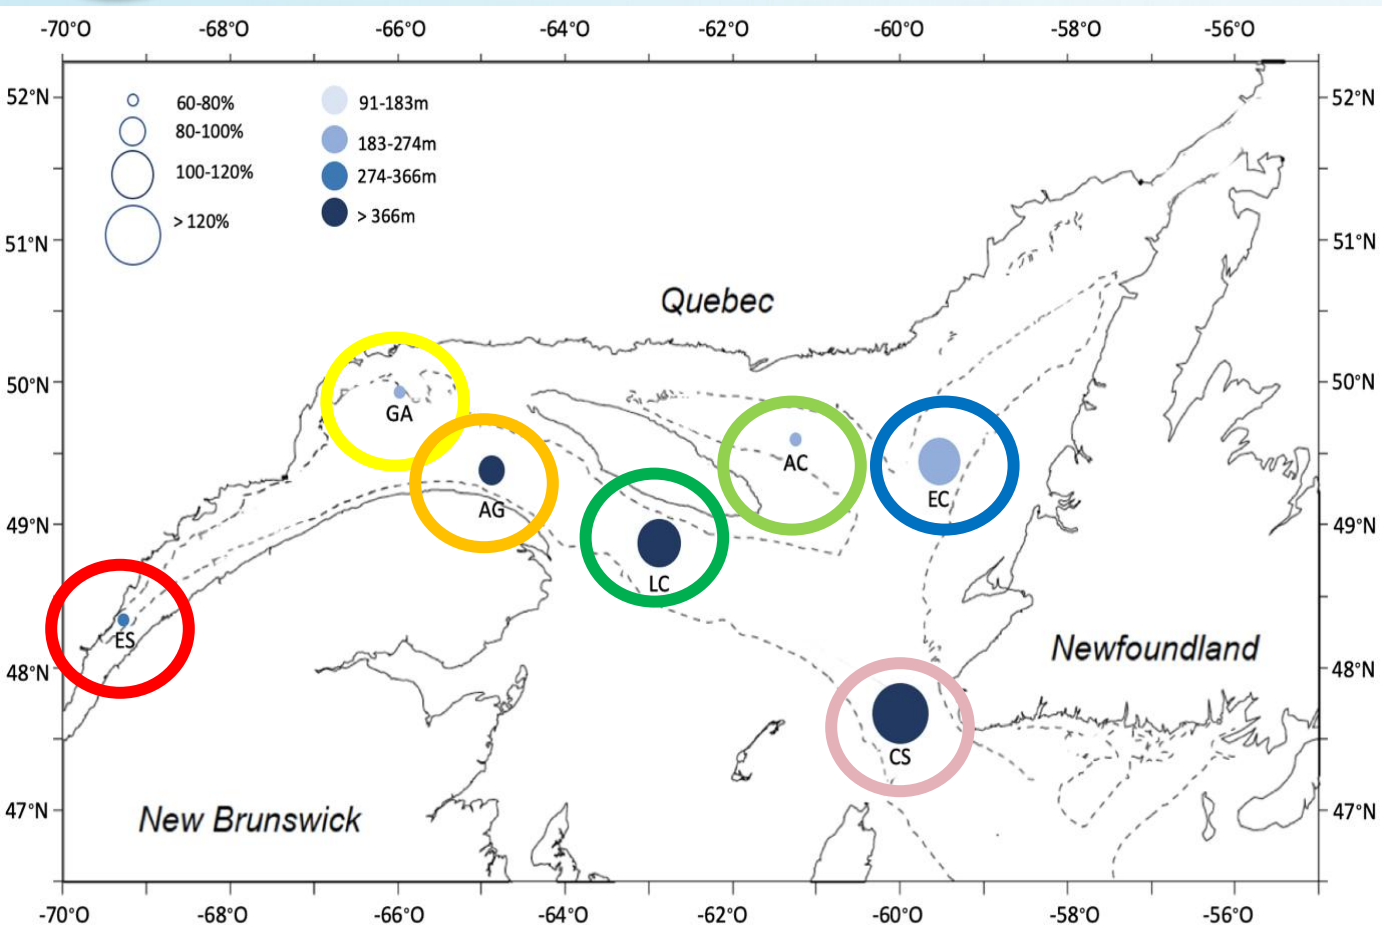 -70°O -68°O -66°O -64°O -62°O -60°O -58°O -56°O
52°N 52°N
60-80% 91-183m
80-100% 183-274m
100-120% 274-366m
> 120% > 366m
51°N 51°N
Quebec
50°N 50°N
GA
AC
EC
AG
49°N 49°N
LC
ES
Newfoundland
48°N 48°N
CS
47°N 47°N
New Brunswick
-70°O -68°O -66°O -64°O -62°O -60°O -58°O -56°O